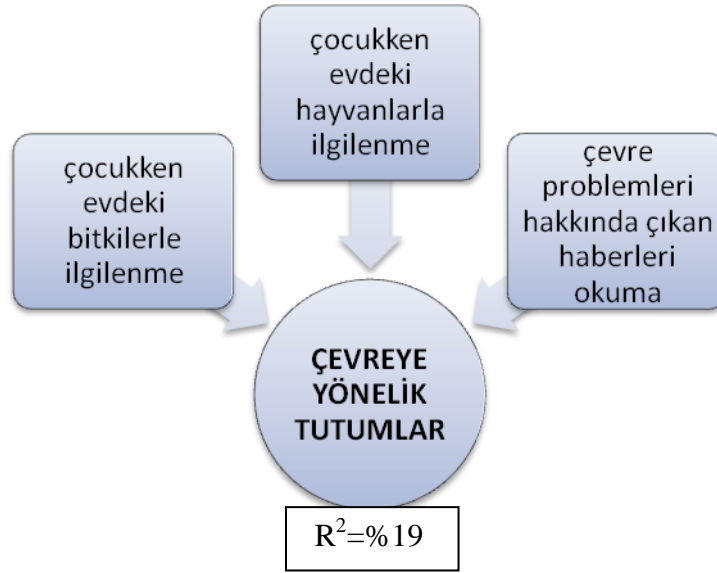 çocukken
evdeki
bitkilerle
ilgilenme
çocukken
evdeki
hayvanlarla
ilgilenme
çevre
problemleri
hakkında çıkan
haberleri
okuma
ÇEVREYE
YÖNELİK
TUTUMLAR
R²=%19